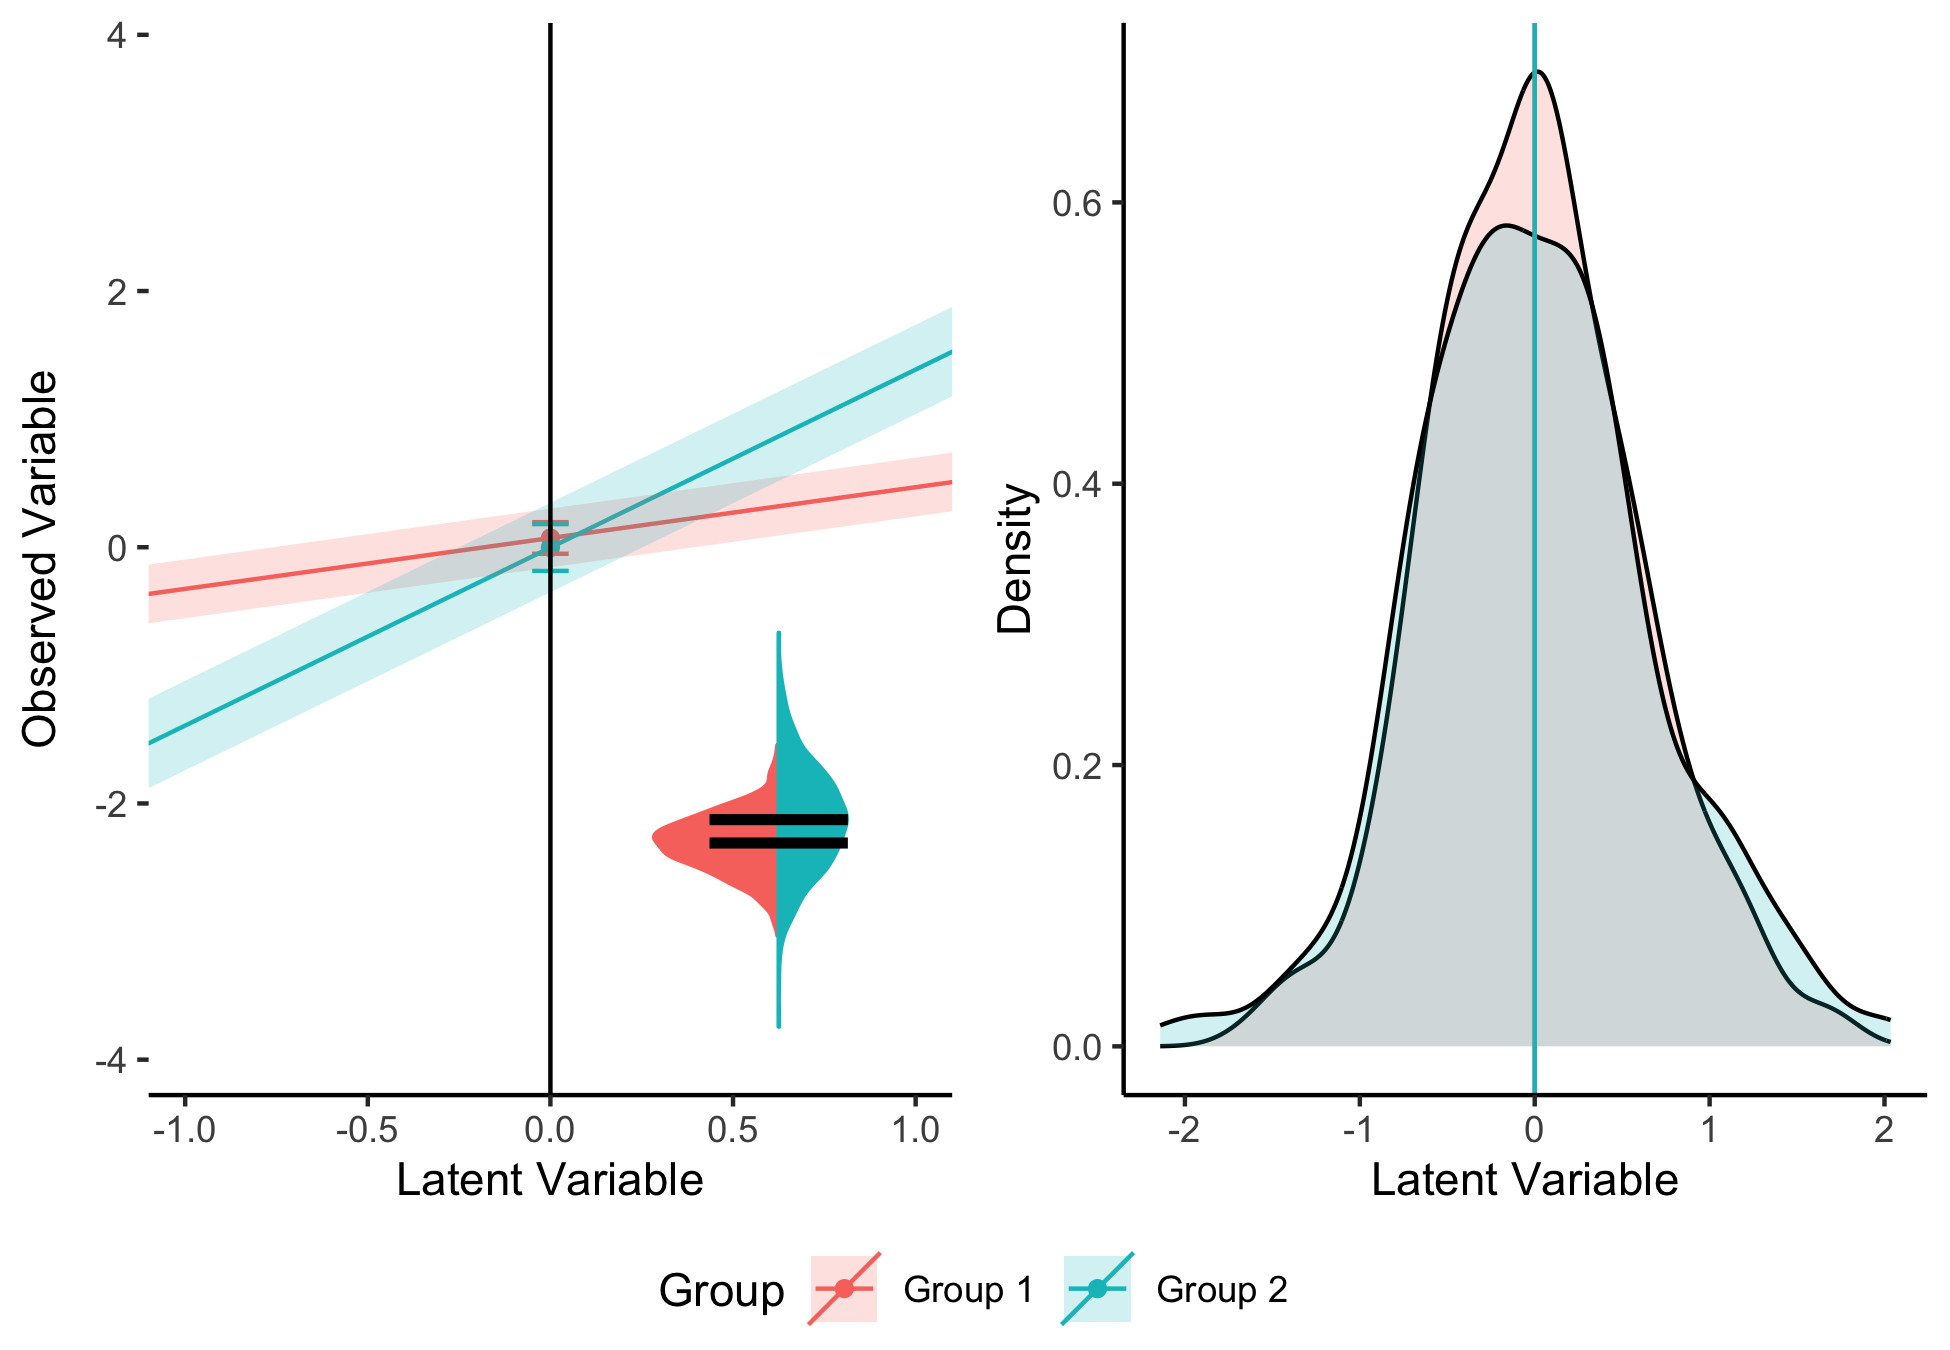 Observed Variable
4
2
0
-2
-4
-1.0 -0.5 0.0 0.5 1.0
Latent Variable
Density
0.6
0.4
0.2
0.0
-2 -1 0 1 2
Latent Variable
Group Group 1 Group 2